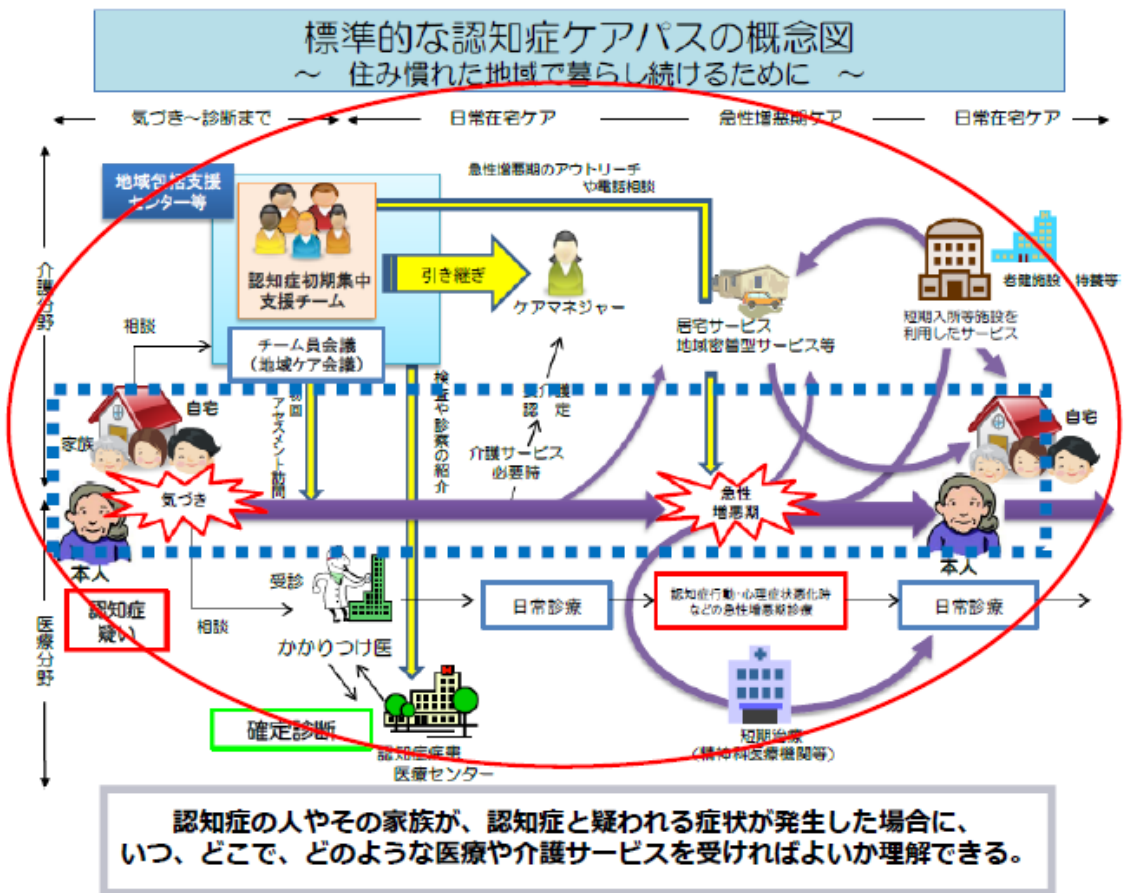 標準的な認知症ケアパスの概念図
～ 住み慣れた地域で暮らし続けるために ～
気づき～診断まで
日常在宅ケア
急性増悪期ケア
日常在宅ケア
介護分野
医療分野
地域包括支援
センター等
認知症初期集中
支援チーム
チーム員会議
（地域ケア会議）
引き継ぎ
急性増悪期のアウトリーチ
や電話相談
ケアマネジャー
居宅サービス
地域密着型サービス等
短期入所等施設を
利用したサービス
老健施設・特養等
相談
自宅
家族
気づき
本人
初回
アセスメント訪問
検査や診察の紹介
要介護
認定
介護サービス
必要時
急性
増悪期
自宅
本人
認知症
疑い
相談
受診
かかりつけ医
日常診療
認知症行動・心理症状悪化時
などの急性増悪期診療
日常診療
確定診断
認知症疾患
医療センター
短期治療
（精神科医療機関等）
認知症の人やその家族が、認知症と疑われる症状が発生した場合に、
いつ、どこで、どのような医療や介護サービスを受ければよいか理解できる。